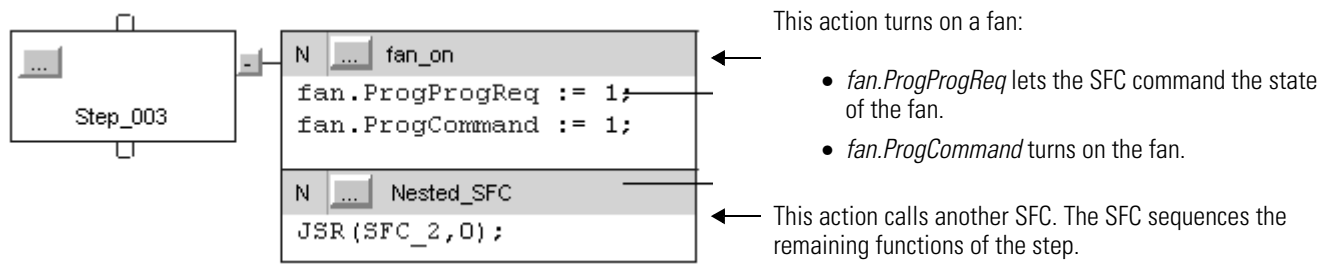 ...
Step_003
-
N ... fan_on
fan.ProgProgReq := 1;
fan.ProgCommand := 1;
N ... Nested_SFC
JSR(SFC_2,0);
This action turns on a fan:
• fan.ProgProgReq lets the SFC command the state
of the fan.
• fan.ProgCommand turns on the fan.
This action calls another SFC. The SFC sequences the
remaining functions of the step.